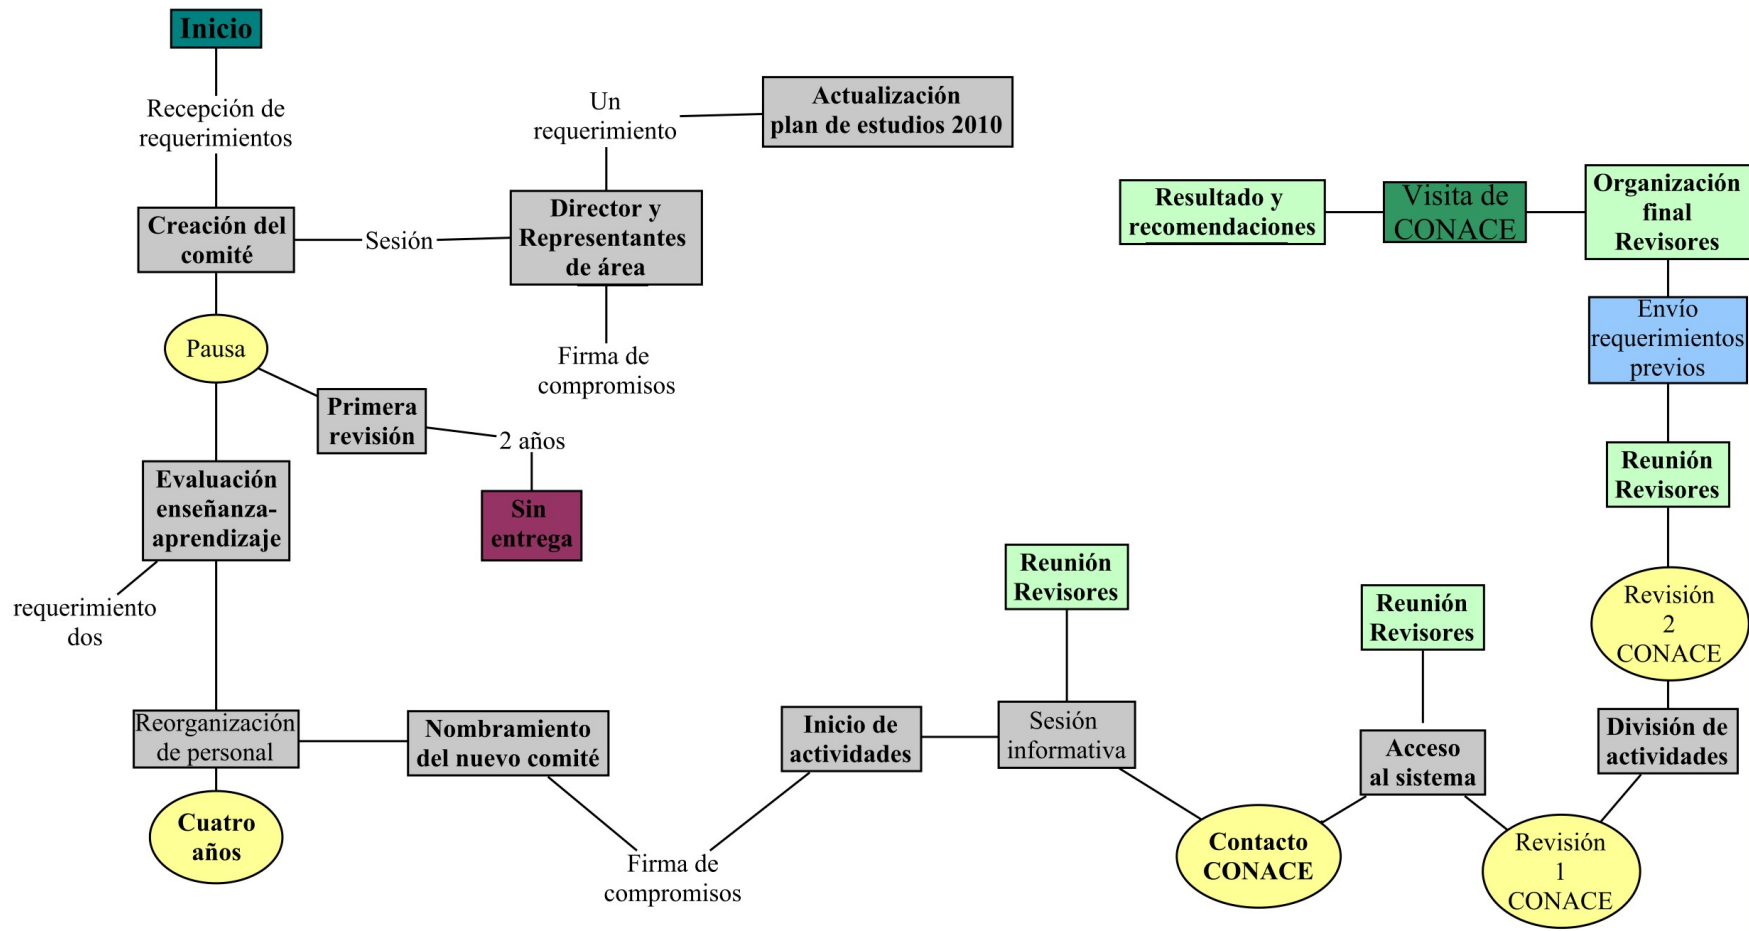 Inicio
Recepción de
requerimientos
Creación del
comité
Sesión
Director y
Representantes
de área
Un
requerimiento
Actualización
plan de estudios 2010
Firma de
compromisos
Pausa
Primera
revisión
2 años
Sin
entrega
Evaluación
enseñanza-
aprendizaje
requerimiento
dos
Reorganización
de personal
Cuatro
años
Nombramiento
del nuevo comité
Firma de
compromisos
Inicio de
actividades
Sesión
informativa
Reunión
Revisores
Contacto
CONACE
Acceso
al sistema
Reunión
Revisores
Revisión
1
CONACE
División de
actividades
Revisión
2
CONACE
Reunión
Revisores
Envío
requerimientos
previos
Organización
final
Revisores
Visita de
CONACE
Resultado y
recomendaciones